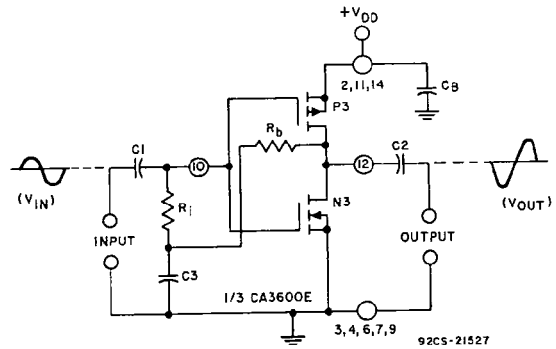 +VDD
2,11,14
CB
P3
Rb
C1
10
12
C2
(VIN)
(VOUT)
Ri
N3
INPUT
OUTPUT
C3
1/3 CA3600E
3,4,6,7,9
92CS-21527